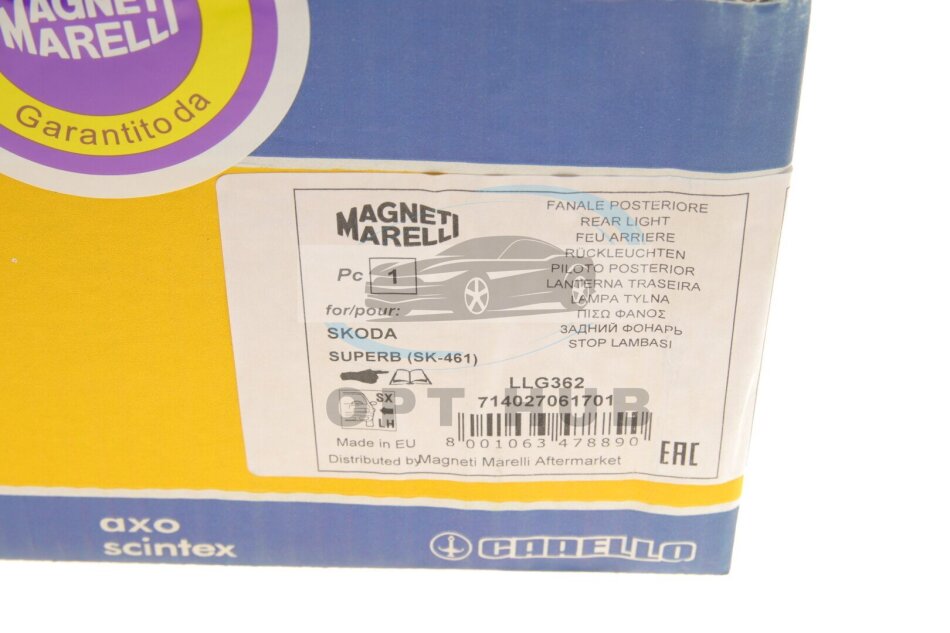 MAGNETI
MARELLI
Garantito da
MAGNETI
MARELLI
Pc 1
for/pour:
SKODA
SUPERB (SK-461)
SX
LH
Made in EU
Distributed by Magneti Marelli Aftermarket
FANALE POSTERIORE
REAR LIGHT
FEU ARRIERE
RÜCKLEUCHTEN
PILOTO POSTERIOR
LANTERNA TRASEIRA
LAMPA TYLNA
ΠΙΣΩ ΦΑΝΟΣ
ЗАДНИЙ ФОНАРЬ
STOP LAMBASI
LLG362
714027061701
8 001063 478890
EAC
OPT HUB
axo
scintex
CARELLO